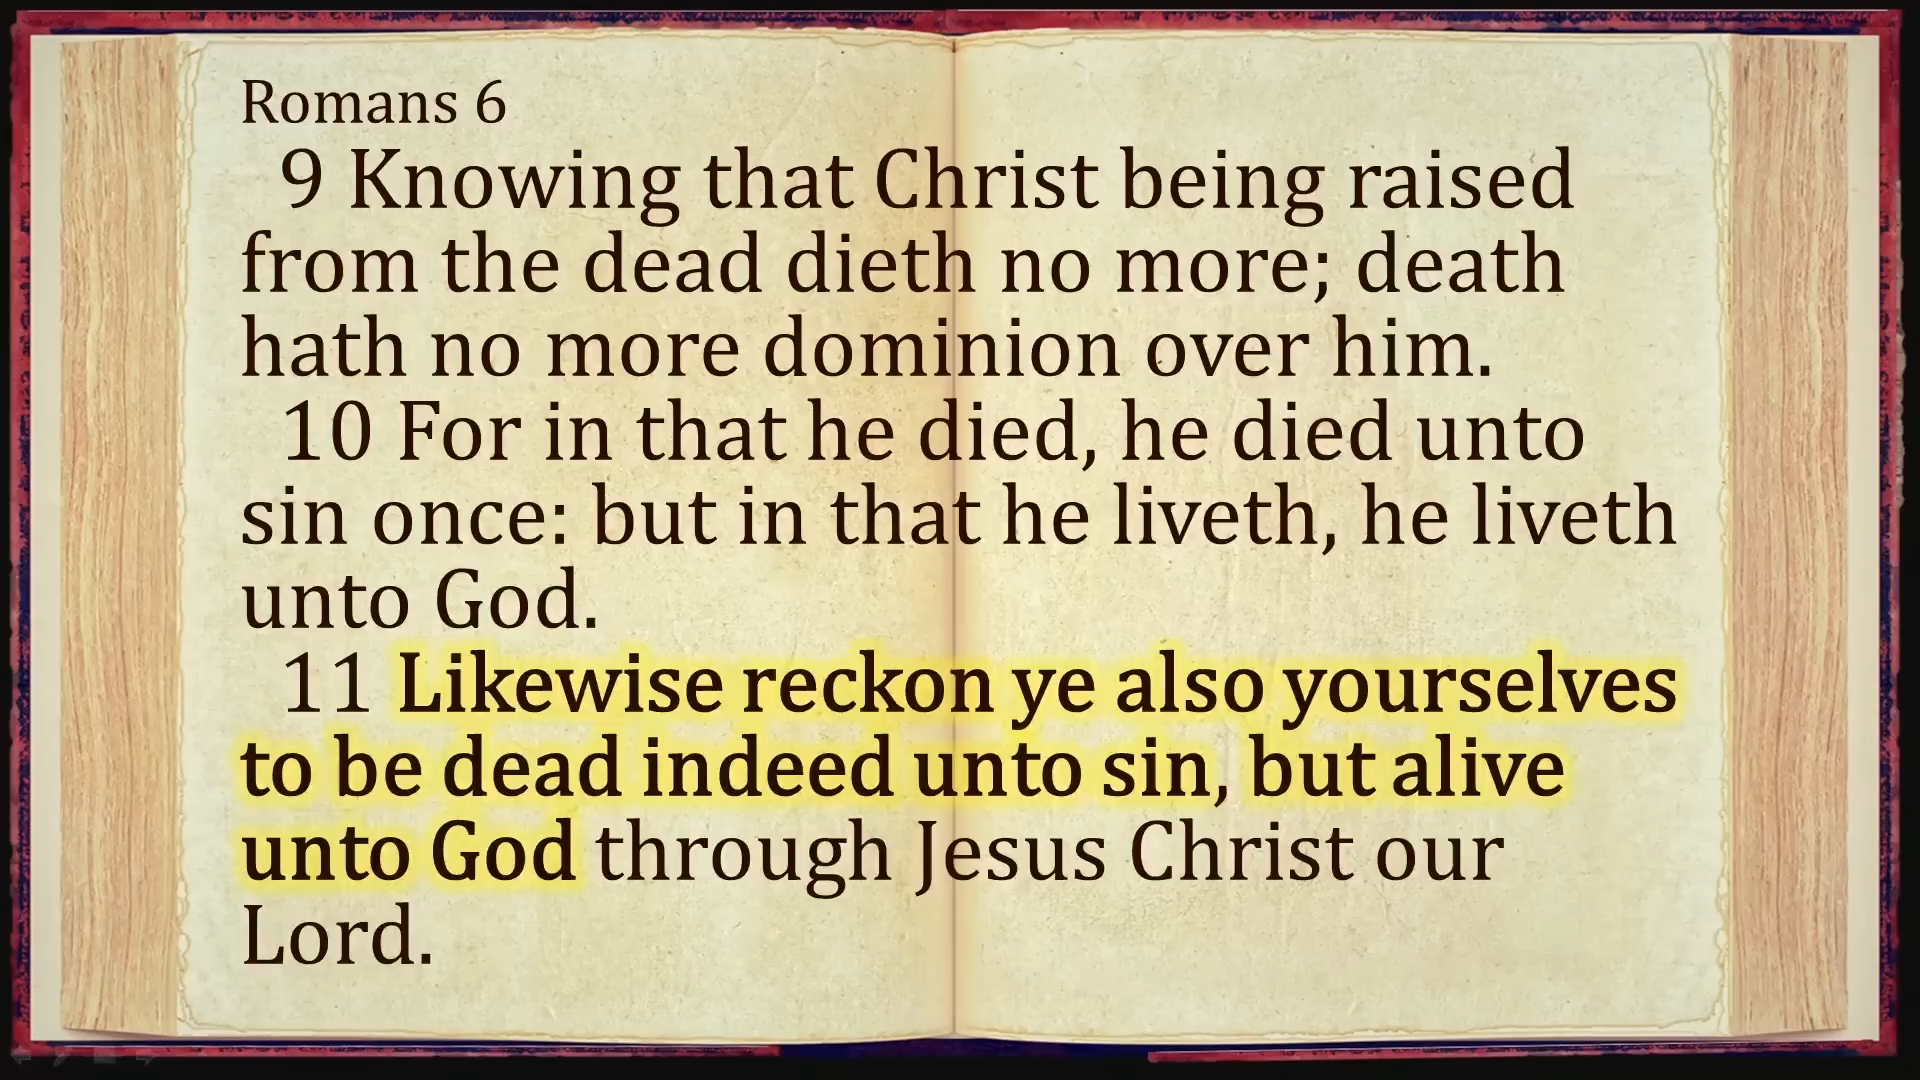 Romans 6
9 Knowing that Christ being raised
from the dead dieth no more; death
hath no more dominion over him.
10 For in that he died, he died unto
sin once: but in that he liveth, he liveth
unto God.
11 Likewise reckon ye also yourselves
to be dead indeed unto sin, but alive
unto God through Jesus Christ our
Lord.